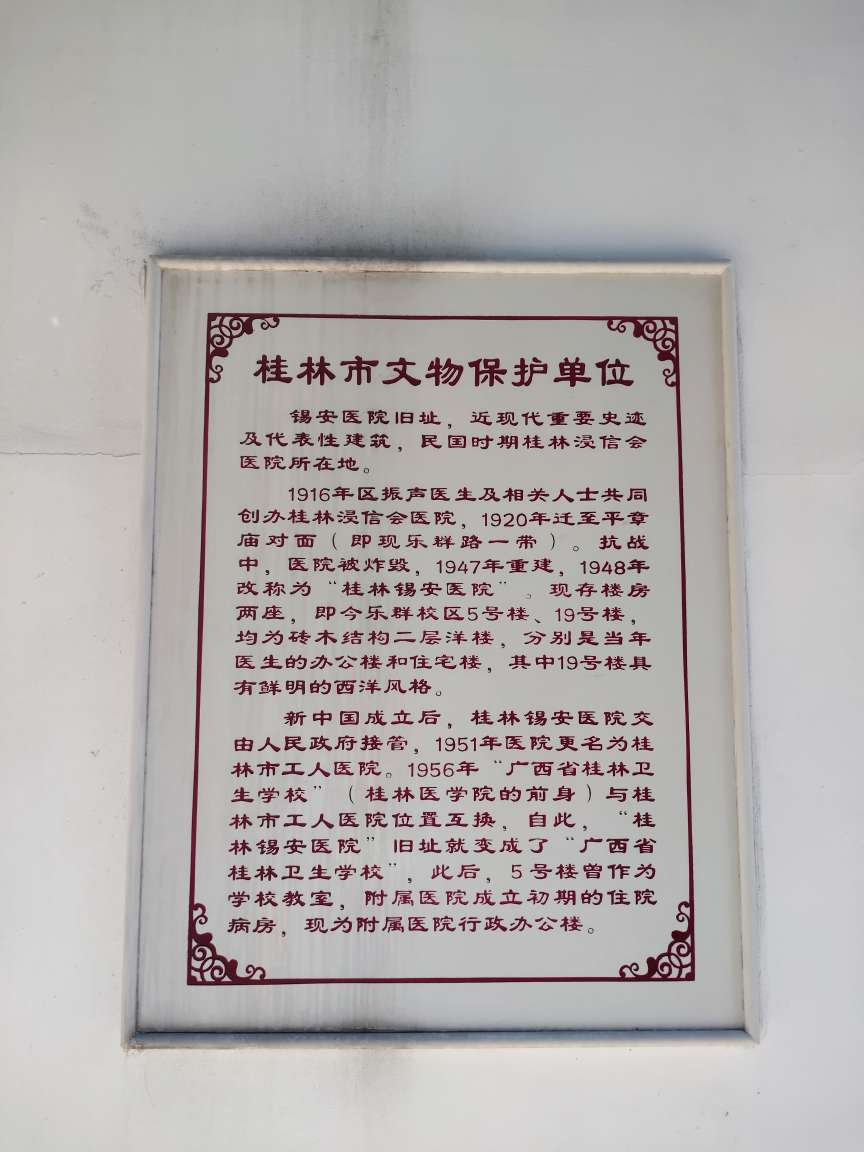 桂林市文物保护单位
锡安医院旧址，近现代重要史迹
及代表性建筑，民国时期桂林浸信会
医院所在地。
1916年区振声医生及相关人士共同
创办桂林浸信会医院，1920年迁至平章
庙对面（即现乐群路一带）。抗战
中，医院被炸毁，1947年重建，1948年
改称为“桂林锡安医院”。现存楼房
两座，即今乐群校区5号楼、19号楼，
均为砖木结构二层洋楼，分别是当年
医生的办公楼和住宅楼，其中19号楼具
有鲜明的西洋风格。
新中国成立后，桂林锡安医院交
由人民政府接管，1951年医院更名为桂
林市工人医院。1956年“广西省桂林卫
生学校”（桂林医学院的前身）与桂
林市工人医院位置互换，自此，“桂
林锡安医院”旧址就变成了“广西省
桂林卫生学校”，此后，5号楼曾作为
学校教室，附属医院成立初期的住院
病房，现为附属医院行政办公楼。